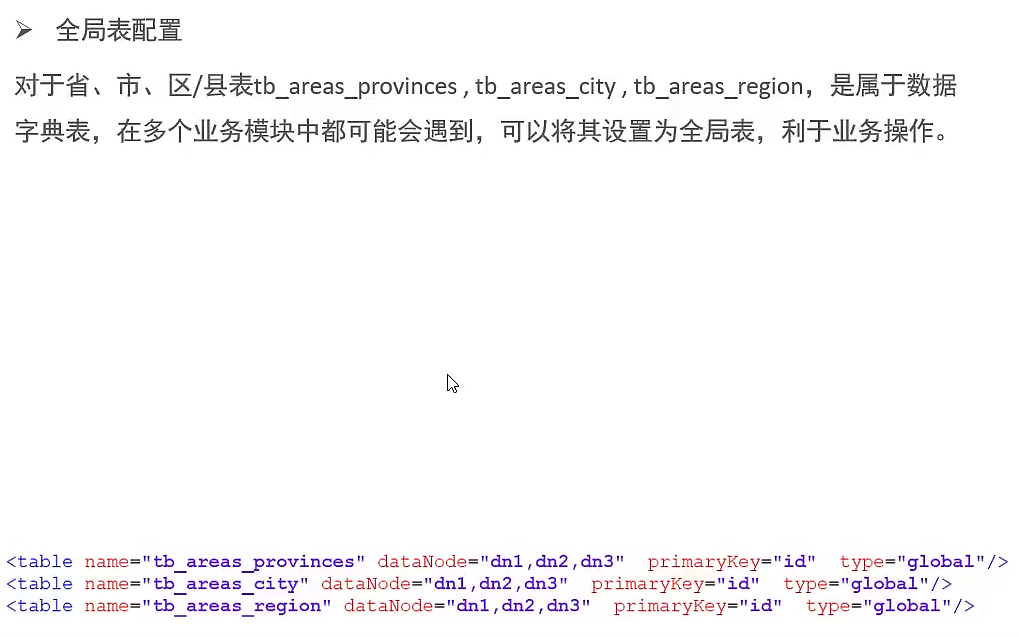 ➢ 全局表配置
对于省、市、区/县表tb_areas_provinces , tb_areas_city , tb_areas_region，是属于数据
字典表，在多个业务模块中都可能会遇到，可以将其设置为全局表，利于业务操作。
<table name="tb_areas_provinces" dataNode="dn1,dn2,dn3"  primaryKey="id"  type="global"/>
<table name="tb_areas_city" dataNode="dn1,dn2,dn3"  primaryKey="id"  type="global"/>
<table name="tb_areas_region" dataNode="dn1,dn2,dn3"  primaryKey="id"  type="global"/>